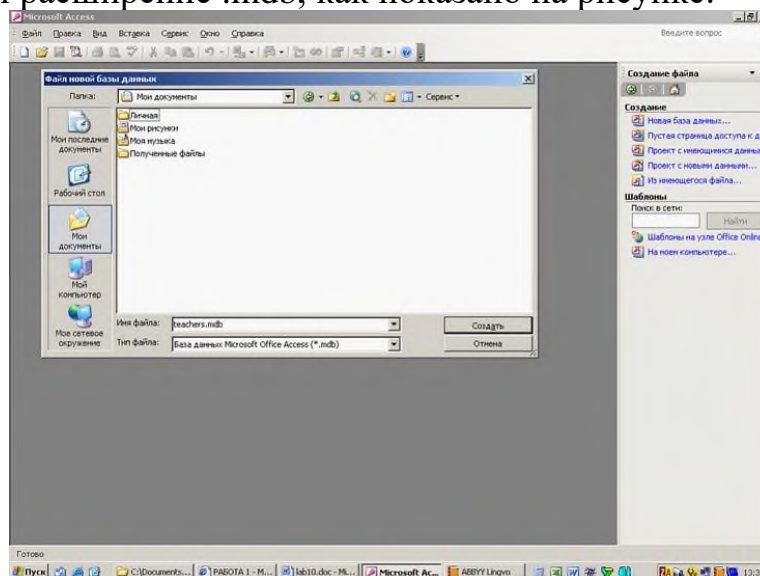 расширение .mdb, как показано на рисунке.
Microsoft Access
Файл Правка Вид Вставка Сервис Окно Справка
Введите вопрос
Файл новой базы данных
Папка: Мои документы
Сервис
Личная
Мои рисунки
Моя музыка
Полученные файлы
Мои последние документы
Рабочий стол
Мои документы
Мой компьютер
Мое сетевое окружение
Имя файла: teachers.mdb
Создать
Тип файла: База данных Microsoft Office Access (*.mdb)
Отмена
Создание файла
Создание
Новая база данных...
Пустая страница доступа к д
Проект с имеющимися данны
Проект с новыми данными...
Из имеющегося файла...
Шаблоны
Поиск в сети:
Найти
Шаблоны на узле Office Online
На моем компьютере...
Готово
Пуск C:\Documents... РАБОТА 1 - M... lab10.doc - Mi... Microsoft Ac... ABBYY Lingvo